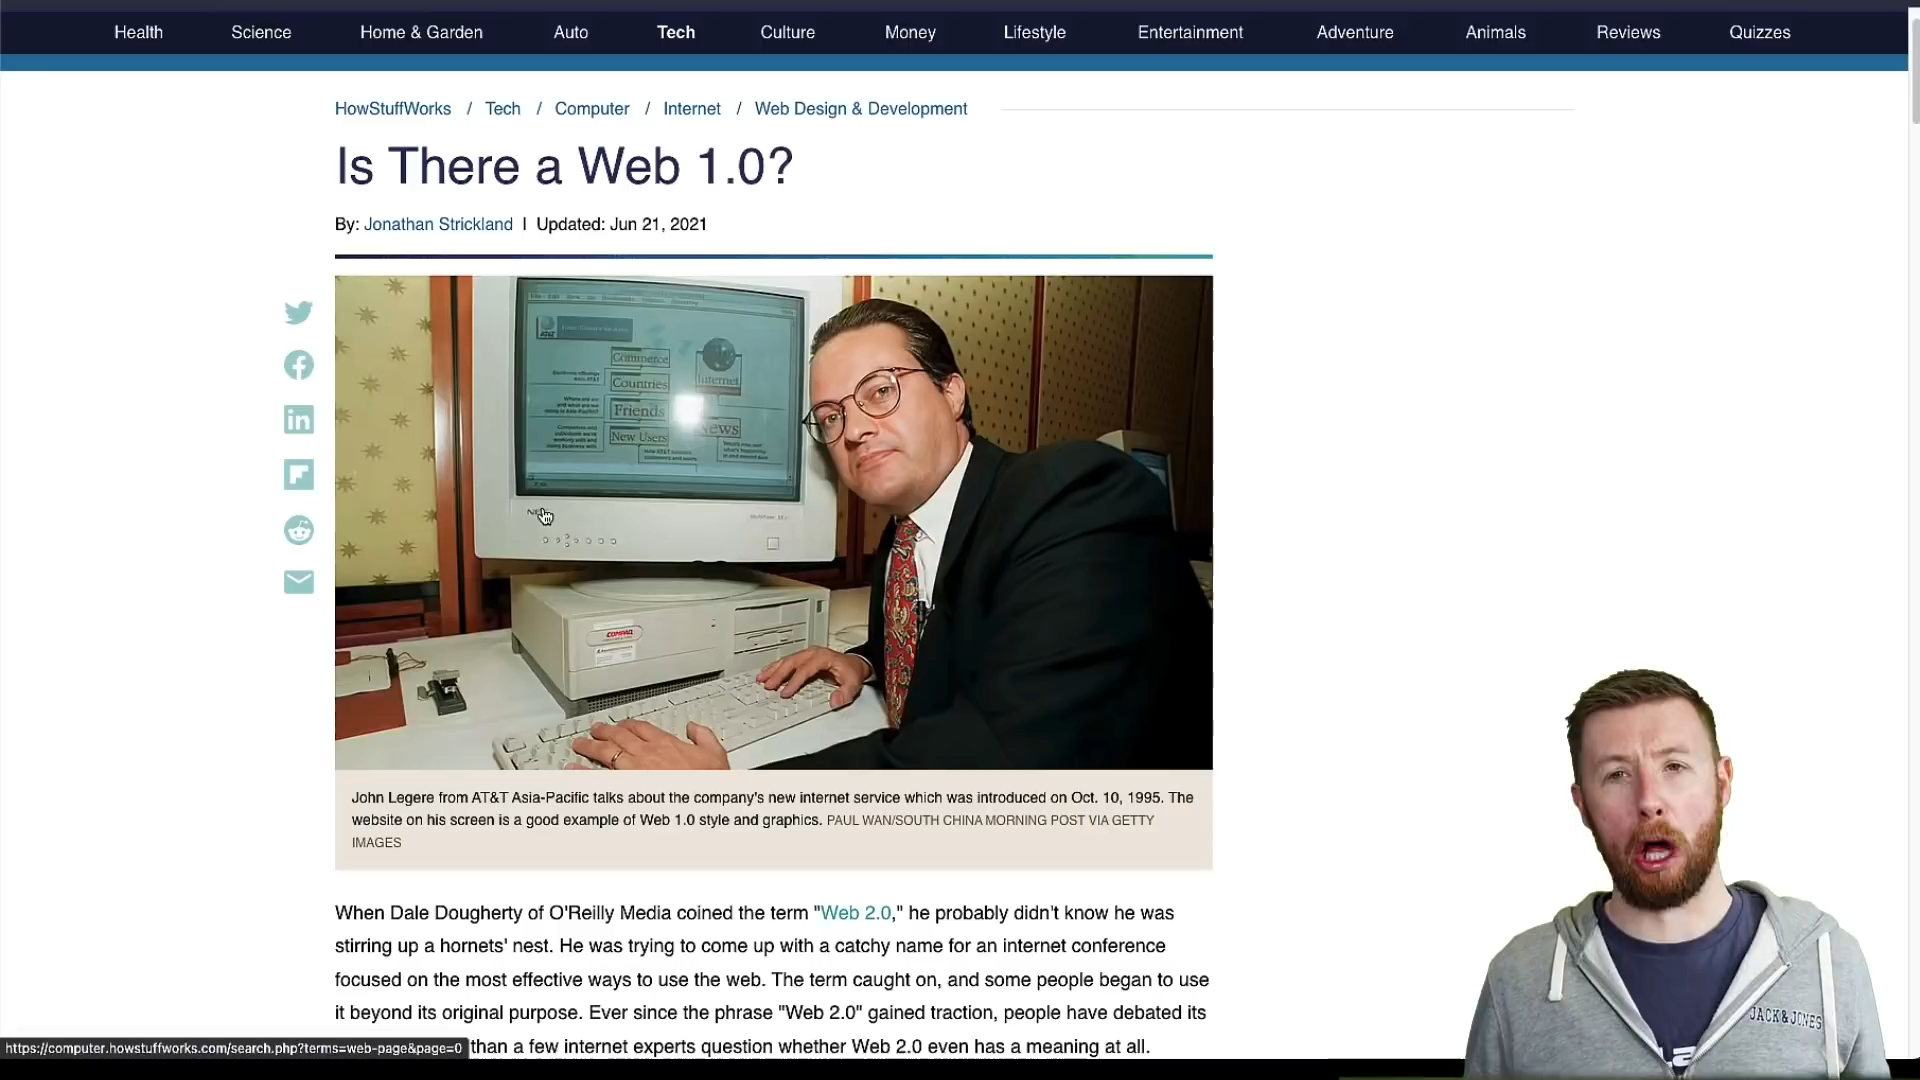 Health Science Home & Garden Auto Tech Culture Money Lifestyle Entertainment Adventure Animals Reviews Quizzes
HowStuffWorks / Tech / Computer / Internet / Web Design & Development
Is There a Web 1.0?
By: Jonathan Strickland | Updated: Jun 21, 2021
Commerce
Internet
Countries
Friends
News
New Users
COMPAQ
John Legere from AT&T Asia-Pacific talks about the company's new internet service which was introduced on Oct. 10, 1995. The
website on his screen is a good example of Web 1.0 style and graphics. PAUL WAN/SOUTH CHINA MORNING POST VIA GETTY
IMAGES
When Dale Dougherty of O'Reilly Media coined the term "Web 2.0," he probably didn't know he was
stirring up a hornets' nest. He was trying to come up with a catchy name for an internet conference
focused on the most effective ways to use the web. The term caught on, and some people began to use
it beyond its original purpose. Ever since the phrase "Web 2.0" gained traction, people have debated its
than a few internet experts question whether Web 2.0 even has a meaning at all.
https://computer.howstuffworks.com/search.php?terms=web-page&page=0
JACK & JONES